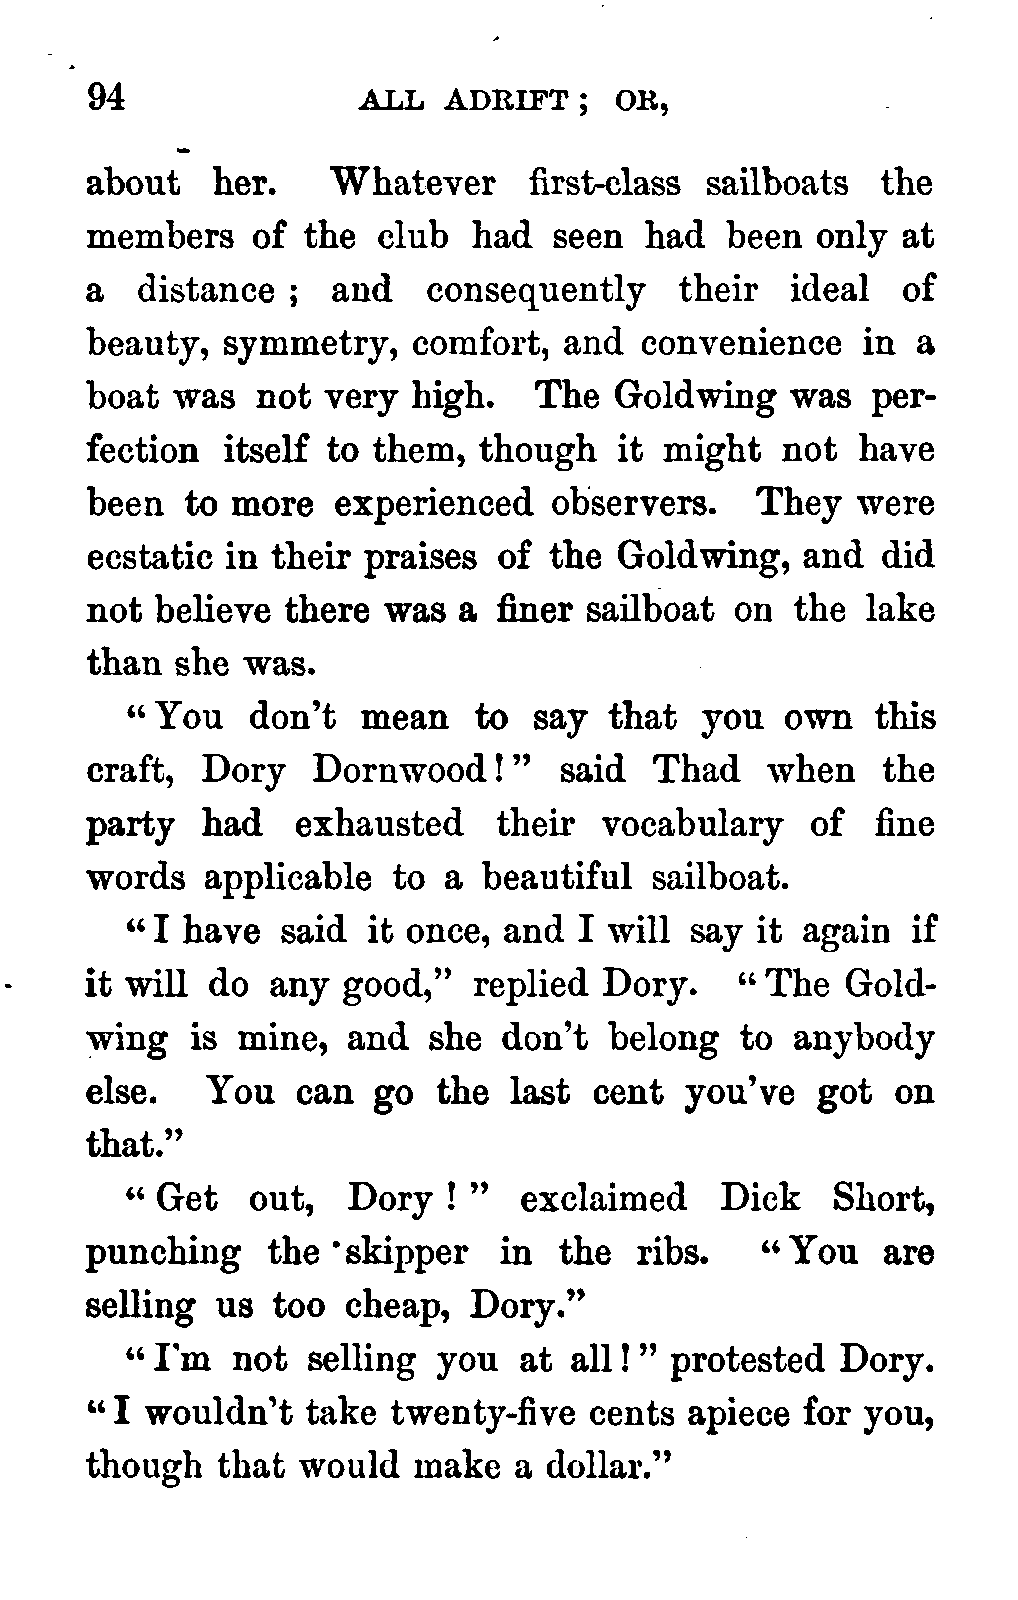 94 ALL ADRIFT; OR,
about her. Whatever first-class sailboats the
members of the club had seen had been only at
a distance; and consequently their ideal of
beauty, symmetry, comfort, and convenience in a
boat was not very high. The Goldwing was per-
fection itself to them, though it might not have
been to more experienced observers. They were
ecstatic in their praises of the Goldwing, and did
not believe there was a finer sailboat on the lake
than she was.
"You don't mean to say that you own this
craft, Dory Dornwood!" said Thad when the
party had exhausted their vocabulary of fine
words applicable to a beautiful sailboat.
"I have said it once, and I will say it again if
it will do any good," replied Dory. "The Gold-
wing is mine, and she don't belong to anybody
else. You can go the last cent you've got on
that."
"Get out, Dory!" exclaimed Dick Short,
punching the skipper in the ribs. "You are
selling us too cheap, Dory."
"I'm not selling you at all!" protested Dory.
"I wouldn't take twenty-five cents apiece for you,
though that would make a dollar."